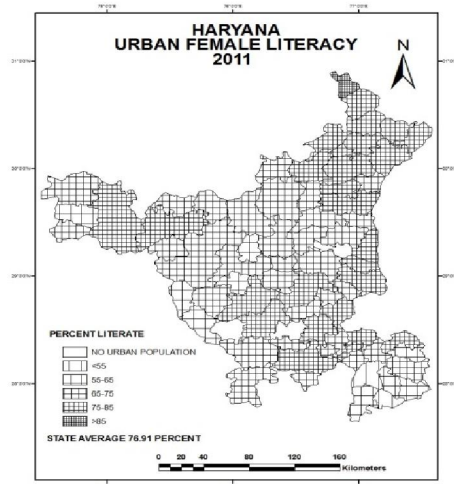 HARYANA
URBAN FEMALE LITERACY
2011
N
PERCENT LITERATE
NO URBAN POPULATION
<55
55-65
65-75
75-85
>85
STATE AVERAGE 76.91 PERCENT
0 20 40 80 120 160
Kilometers